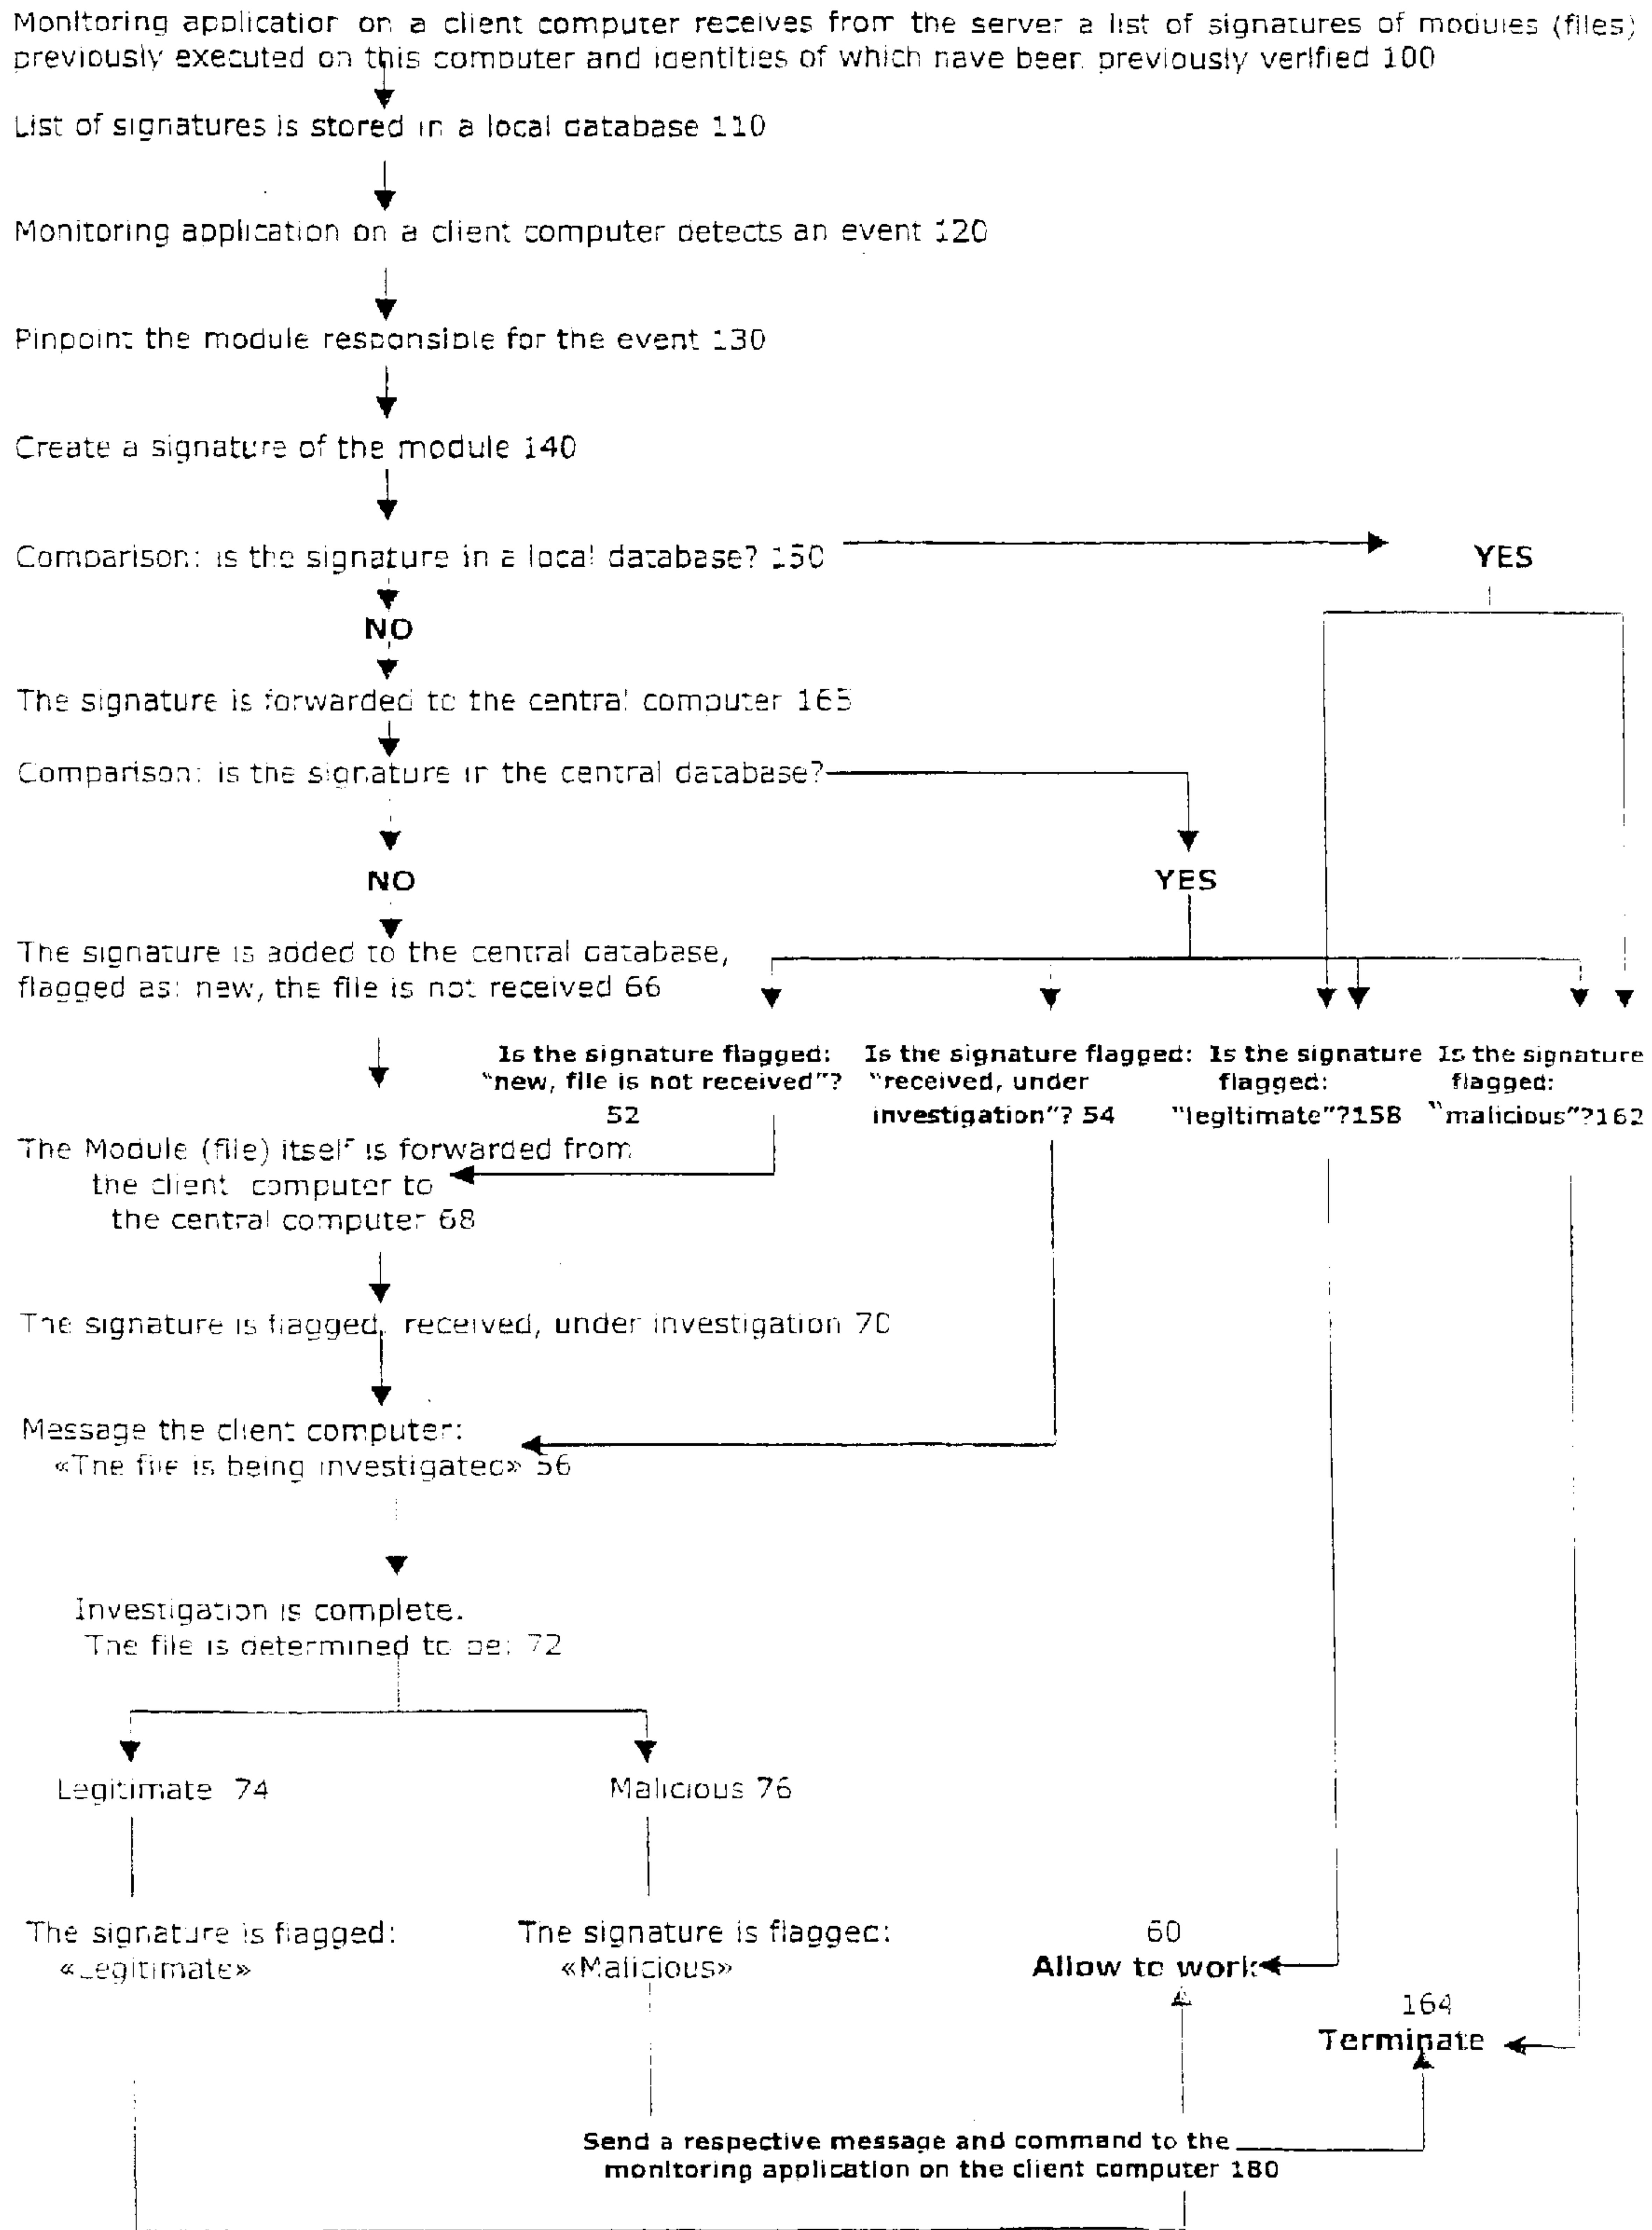 Monitoring application on a client computer receives from the server a list of signatures of modules (files)
previously executed on this computer and identities of which have been previously verified 100
List of signatures is stored in a local database 110
Monitoring application on a client computer detects an event 120
Pinpoint the module responsible for the event 130
Create a signature of the module 140
Comparison: is the signature in a local database? 150
YES
NO
The signature is forwarded to the central computer 165
Comparison: is the signature in the central database?
NO
YES
The signature is added to the central database,
flagged as: new, the file is not received 66
Is the signature flagged:
"new, file is not received"?
52
Is the signature flagged:
"received, under
investigation"? 54
Is the signature
flagged:
"legitimate"?158
Is the signature
flagged:
"malicious"?162
The Module (file) itself is forwarded from
the client computer to
the central computer 68
The signature is flagged, received, under investigation 70
Message the client computer:
«The file is being investigated» 56
Investigation is complete.
The file is determined to be: 72
Legitimate 74
Malicious 76
The signature is flagged:
«Legitimate»
The signature is flagged:
«Malicious»
60
Allow to work
164
Terminate
Send a respective message and command to the
monitoring application on the client computer 180